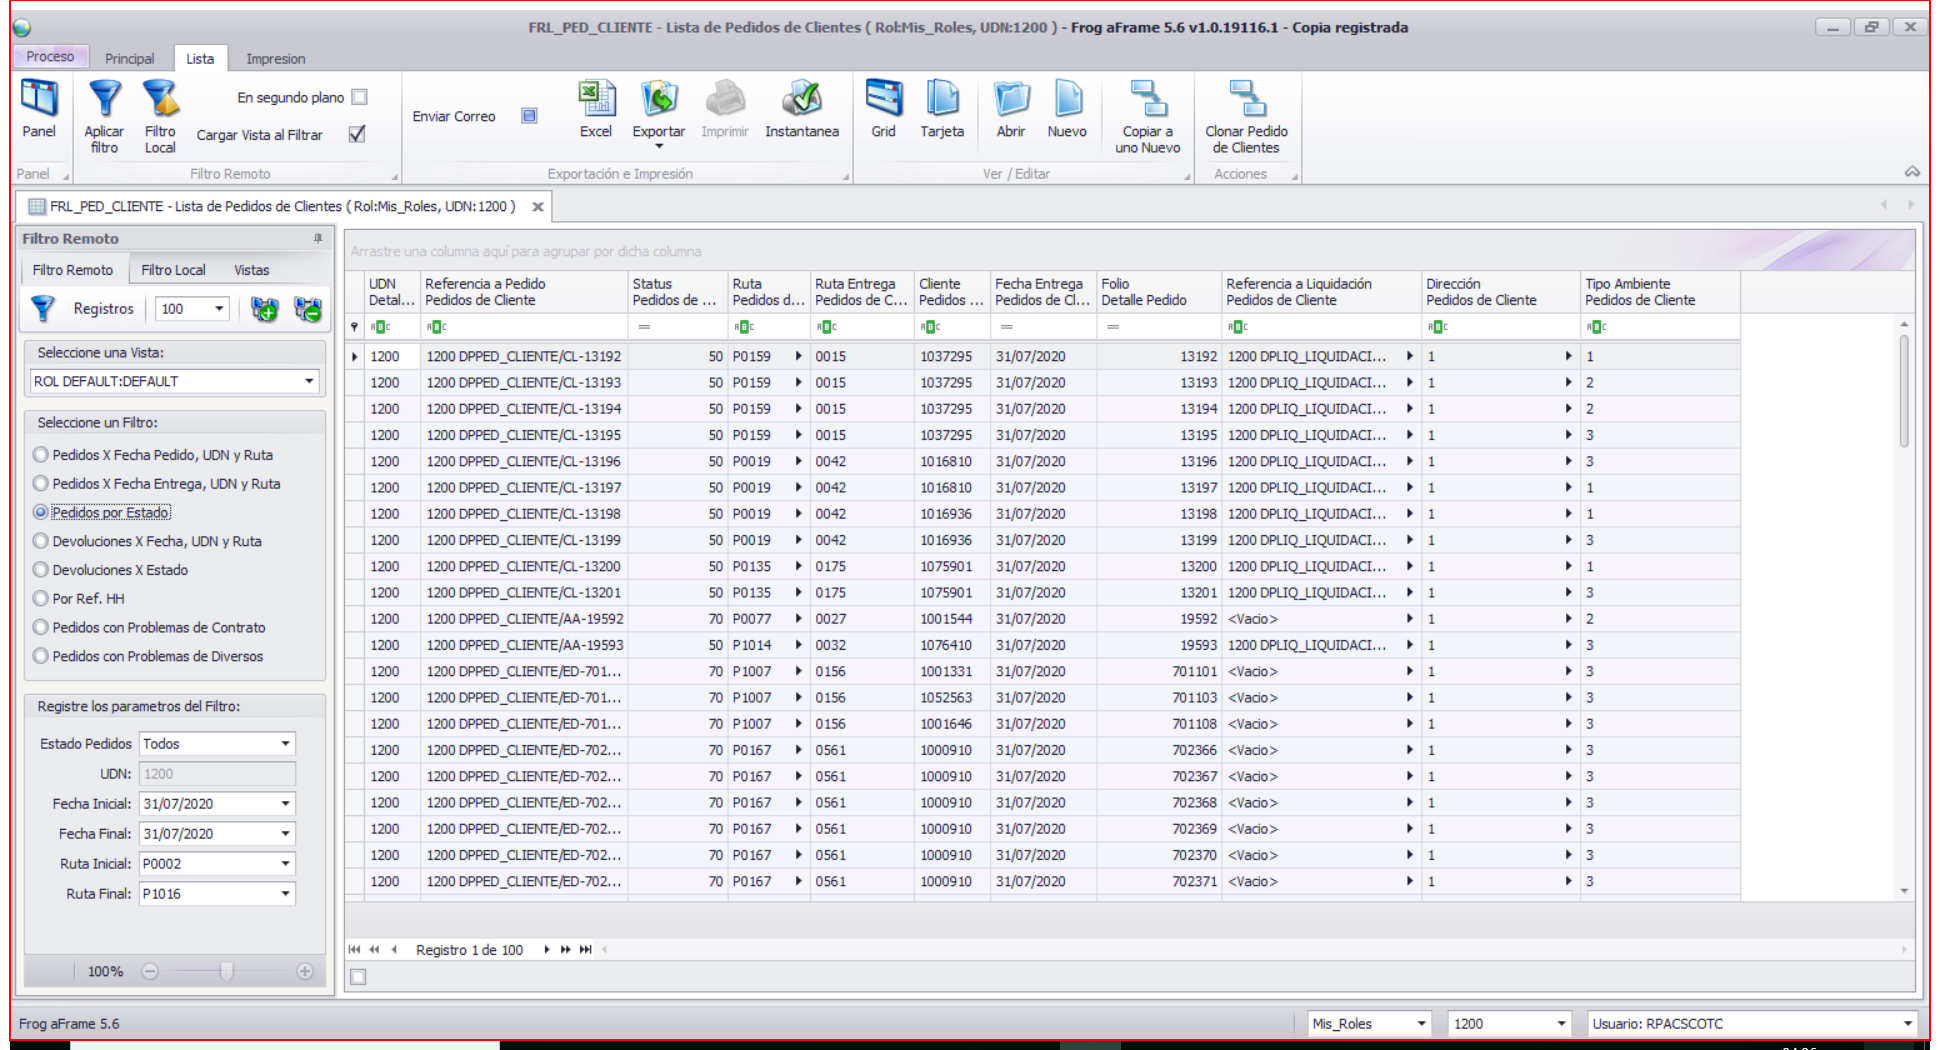 FRL_PED_CLIENTE - Lista de Pedidos de Clientes ( Rol:Mis_Roles, UDN:1200 ) - Frog aFrame 5.6 v1.0.19116.1 - Copia registrada
Proceso Principal Lista Impresion
Panel Aplicar filtro Filtro Local En segundo plano Cargar Vista al Filtrar Enviar Correo Excel Exportar Imprimir Instantanea Grid Tarjeta Abrir Nuevo Copiar a uno Nuevo Clonar Pedido de Clientes
Panel Filtro Remoto Exportación e Impresión Ver / Editar Acciones
FRL_PED_CLIENTE - Lista de Pedidos de Clientes ( Rol:Mis_Roles, UDN:1200 )
Filtro Remoto
Filtro Remoto Filtro Local Vistas
Registros 100
Seleccione una Vista:
ROL DEFAULT:DEFAULT
Seleccione un Filtro:
Pedidos X Fecha Pedido, UDN y Ruta
Pedidos X Fecha Entrega, UDN y Ruta
Pedidos por Estado
Devoluciones X Fecha, UDN y Ruta
Devoluciones X Estado
Por Ref. HH
Pedidos con Problemas de Contrato
Pedidos con Problemas de Diversos
Registre los parametros del Filtro:
Estado Pedidos Todos
UDN: 1200
Fecha Inicial: 31/07/2020
Fecha Final: 31/07/2020
Ruta Inicial: P0002
Ruta Final: P1016
100%
Arrastre una columna aquí para agrupar por dicha columna
UDN Referencia a Pedido Status Ruta Ruta Entrega Cliente Fecha Entrega Folio Referencia a Liquidación Dirección Tipo Ambiente
Detal... Pedidos de Cliente Pedidos de ... Pedidos d... Pedidos de C... Pedidos ... Pedidos de Cl... Detalle Pedido Pedidos de Cliente Pedidos de Cliente Pedidos de Cliente
ABC ABC = ABC ABC ABC = = ABC ABC ABC
1200 1200 DPPED_CLIENTE/CL-13192 50 P0159 0015 1037295 31/07/2020 13192 1200 DPLIQ_LIQUIDACI... 1 1
1200 1200 DPPED_CLIENTE/CL-13193 50 P0159 0015 1037295 31/07/2020 13193 1200 DPLIQ_LIQUIDACI... 1 2
1200 1200 DPPED_CLIENTE/CL-13194 50 P0159 0015 1037295 31/07/2020 13194 1200 DPLIQ_LIQUIDACI... 1 2
1200 1200 DPPED_CLIENTE/CL-13195 50 P0159 0015 1037295 31/07/2020 13195 1200 DPLIQ_LIQUIDACI... 1 3
1200 1200 DPPED_CLIENTE/CL-13196 50 P0019 0042 1016810 31/07/2020 13196 1200 DPLIQ_LIQUIDACI... 1 3
1200 1200 DPPED_CLIENTE/CL-13197 50 P0019 0042 1016810 31/07/2020 13197 1200 DPLIQ_LIQUIDACI... 1 1
1200 1200 DPPED_CLIENTE/CL-13198 50 P0019 0042 1016936 31/07/2020 13198 1200 DPLIQ_LIQUIDACI... 1 1
1200 1200 DPPED_CLIENTE/CL-13199 50 P0019 0042 1016936 31/07/2020 13199 1200 DPLIQ_LIQUIDACI... 1 3
1200 1200 DPPED_CLIENTE/CL-13200 50 P0135 0175 1075901 31/07/2020 13200 1200 DPLIQ_LIQUIDACI... 1 1
1200 1200 DPPED_CLIENTE/CL-13201 50 P0135 0175 1075901 31/07/2020 13201 1200 DPLIQ_LIQUIDACI... 1 3
1200 1200 DPPED_CLIENTE/AA-19592 70 P0077 0027 1001544 31/07/2020 19592 <Vacio> 1 2
1200 1200 DPPED_CLIENTE/AA-19593 50 P1014 0032 1076410 31/07/2020 19593 1200 DPLIQ_LIQUIDACI... 1 3
1200 1200 DPPED_CLIENTE/ED-701... 70 P1007 0156 1001331 31/07/2020 701101 <Vacio> 1 3
1200 1200 DPPED_CLIENTE/ED-701... 70 P1007 0156 1052563 31/07/2020 701103 <Vacio> 1 3
1200 1200 DPPED_CLIENTE/ED-701... 70 P1007 0156 1001646 31/07/2020 701108 <Vacio> 1 3
1200 1200 DPPED_CLIENTE/ED-702... 70 P0167 0561 1000910 31/07/2020 702366 <Vacio> 1 3
1200 1200 DPPED_CLIENTE/ED-702... 70 P0167 0561 1000910 31/07/2020 702367 <Vacio> 1 3
1200 1200 DPPED_CLIENTE/ED-702... 70 P0167 0561 1000910 31/07/2020 702368 <Vacio> 1 3
1200 1200 DPPED_CLIENTE/ED-702... 70 P0167 0561 1000910 31/07/2020 702369 <Vacio> 1 3
1200 1200 DPPED_CLIENTE/ED-702... 70 P0167 0561 1000910 31/07/2020 702370 <Vacio> 1 3
1200 1200 DPPED_CLIENTE/ED-702... 70 P0167 0561 1000910 31/07/2020 702371 <Vacio> 1 3
Registro 1 de 100
Frog aFrame 5.6 Mis_Roles 1200 Usuario: RPACSCOTC